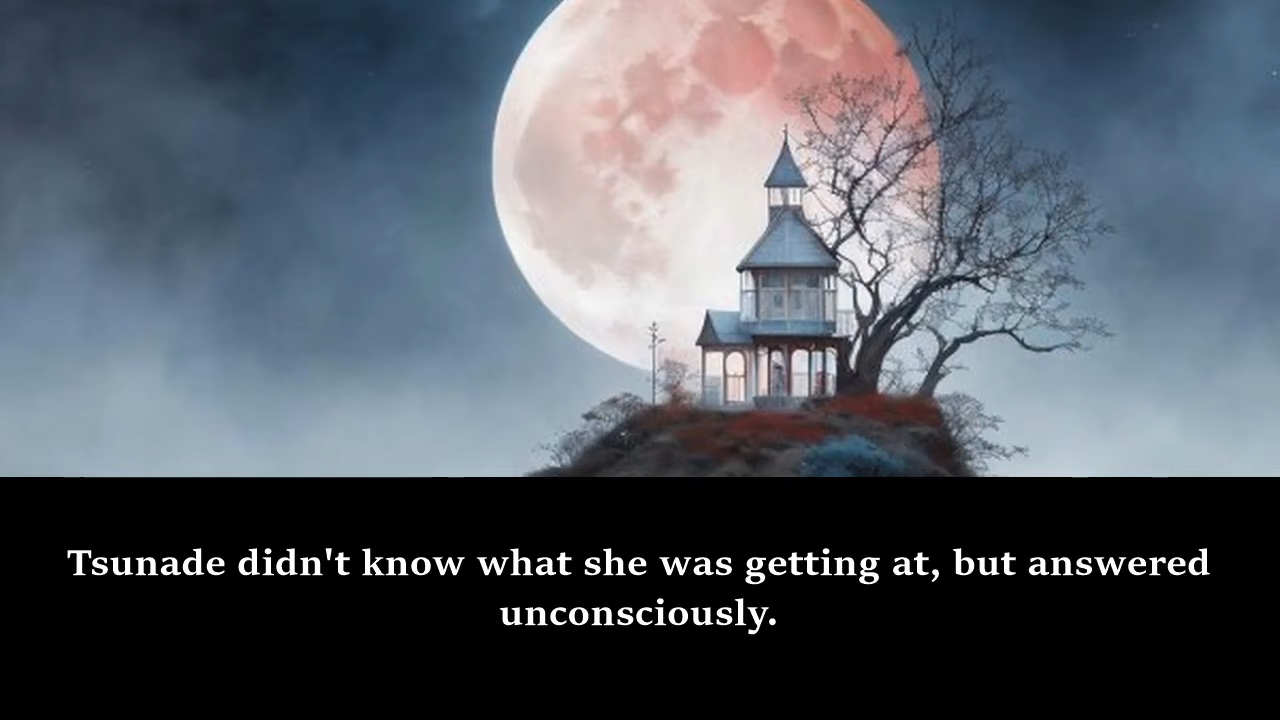 Tsunade didn't know what she was getting at, but answered
unconsciously.